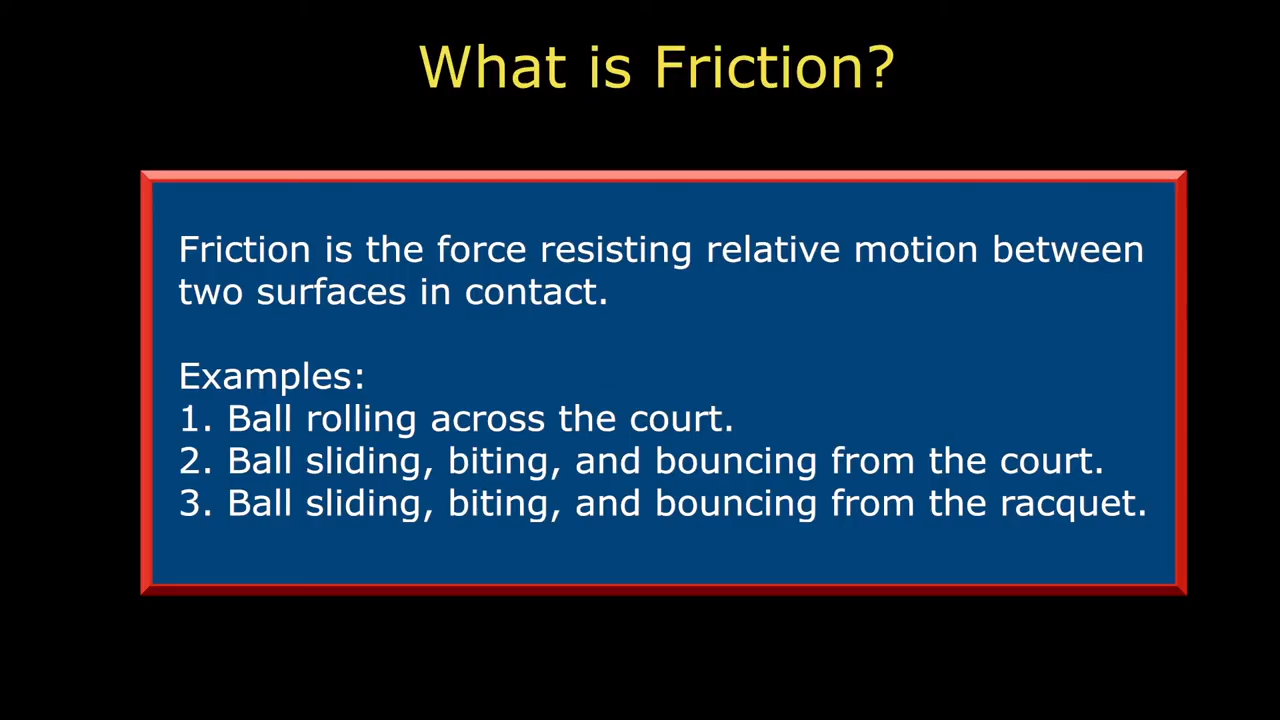 What is Friction?
Friction is the force resisting relative motion between
two surfaces in contact.
Examples:
1. Ball rolling across the court.
2. Ball sliding, biting, and bouncing from the court.
3. Ball sliding, biting, and bouncing from the racquet.